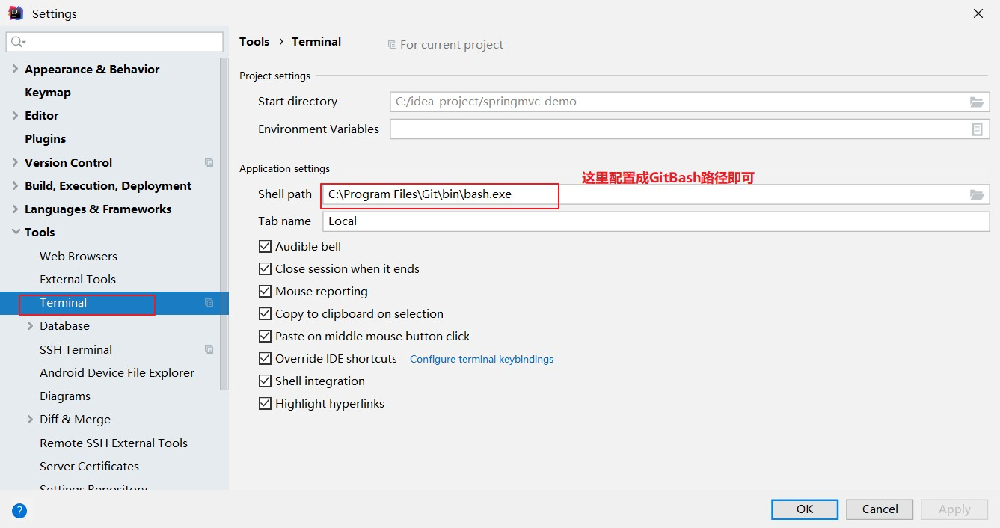 Settings
Appearance & Behavior
Keymap
Editor
Plugins
Version Control
Build, Execution, Deployment
Languages & Frameworks
Tools
Web Browsers
External Tools
Terminal
Database
SSH Terminal
Android Device File Explorer
Diagrams
Diff & Merge
Remote SSH External Tools
Server Certificates
Settings Repository
Tools › Terminal
For current project
Project settings
Start directory
C:/idea_project/springmvc-demo
Environment Variables
Application settings
这里配置成GitBash路径即可
Shell path
C:\Program Files\Git\bin\bash.exe
Tab name
Local
Audible bell
Close session when it ends
Mouse reporting
Copy to clipboard on selection
Paste on middle mouse button click
Override IDE shortcuts
Configure terminal keybindings
Shell integration
Highlight hyperlinks
?
OK
Cancel
Apply